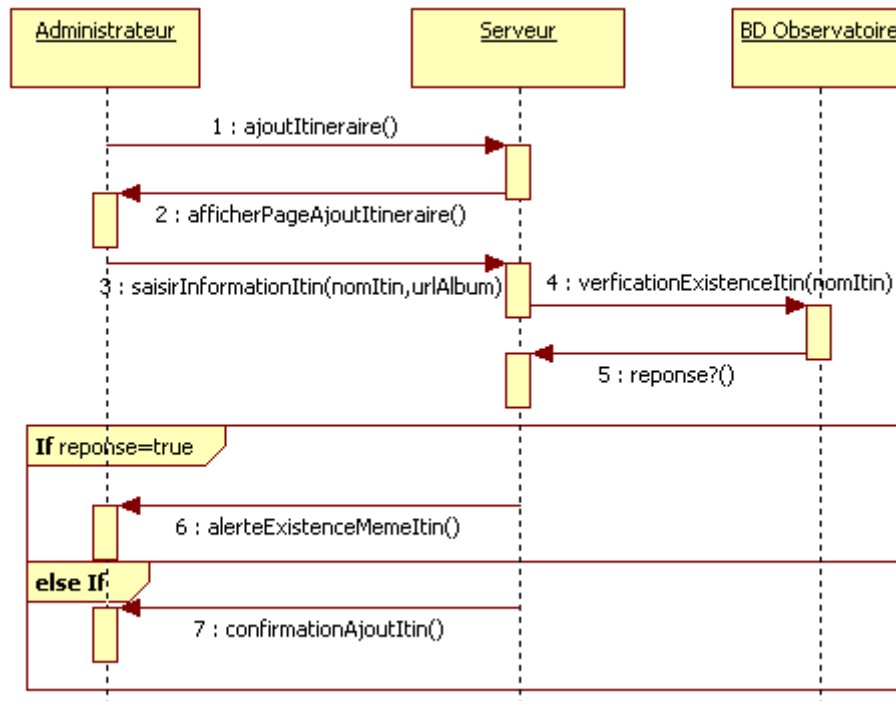 Administrateur
Serveur
BD Observatoire
1 : ajoutItineraire()
2 : afficherPageAjoutItineraire()
3 : saisirInformationItin(nomItin,urlAlbum)
4 : verficationExistenceItin(nomItin)
5 : reponse?()
If reponse=true
6 : alerteExistenceMemeItin()
else If
7 : confirmationAjoutItin()